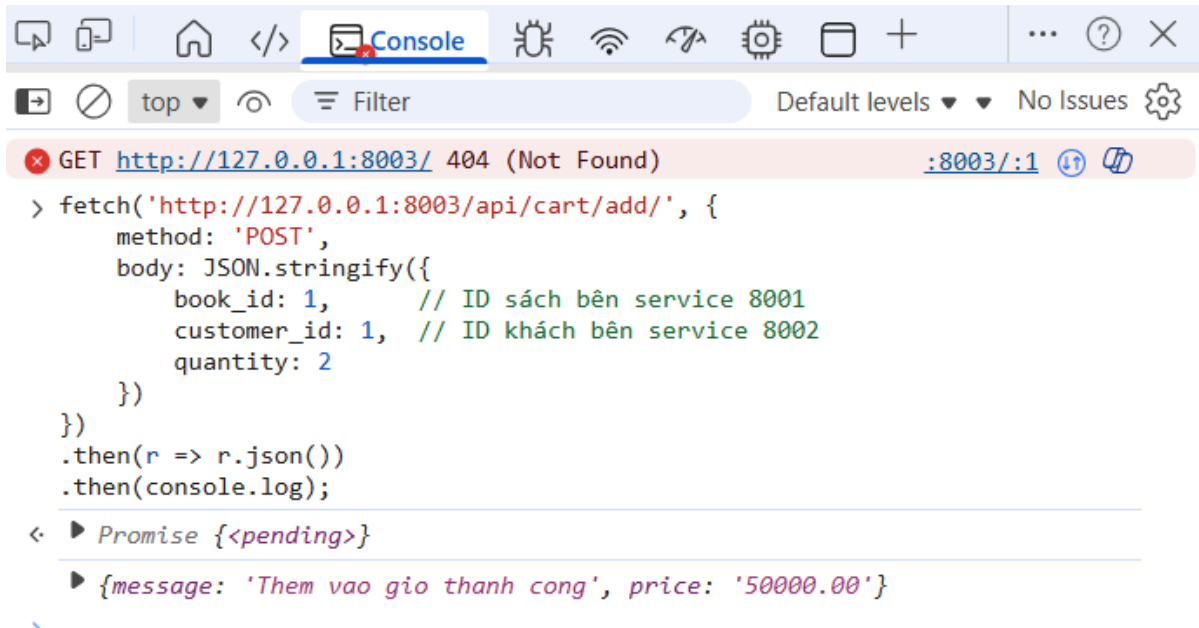 Console
top ▼ Filter Default levels ▼ ▼ No Issues
GET http://127.0.0.1:8003/ 404 (Not Found) :8003/:1
> fetch('http://127.0.0.1:8003/api/cart/add/', {
method: 'POST',
body: JSON.stringify({
book_id: 1, // ID sách bên service 8001
customer_id: 1, // ID khách bên service 8002
quantity: 2
})
})
.then(r => r.json())
.then(console.log);
Promise {<pending>}
{message: 'Them vao gio thanh cong', price: '50000.00'}